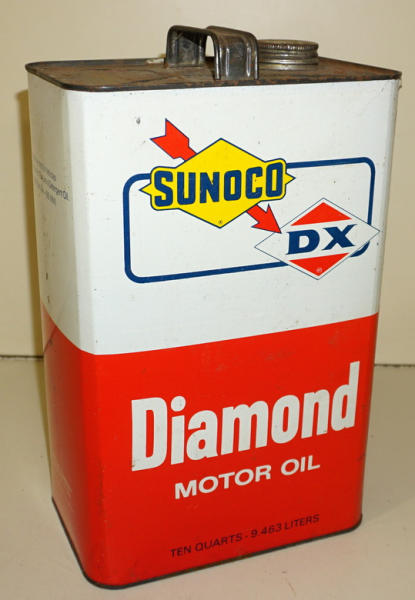 SUNOCO
DX
Diamond
MOTOR OIL
TEN QUARTS - 9.463 LITERS